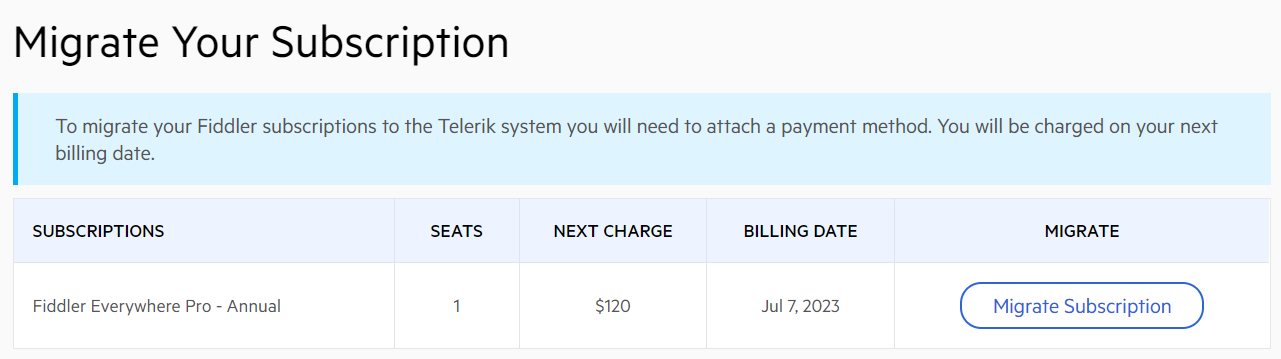 Migrate Your Subscription
To migrate your Fiddler subscriptions to the Telerik system you will need to attach a payment method. You will be charged on your next
billing date.
SUBSCRIPTIONS SEATS NEXT CHARGE BILLING DATE MIGRATE
Fiddler Everywhere Pro - Annual 1 $120 Jul 7, 2023 Migrate Subscription